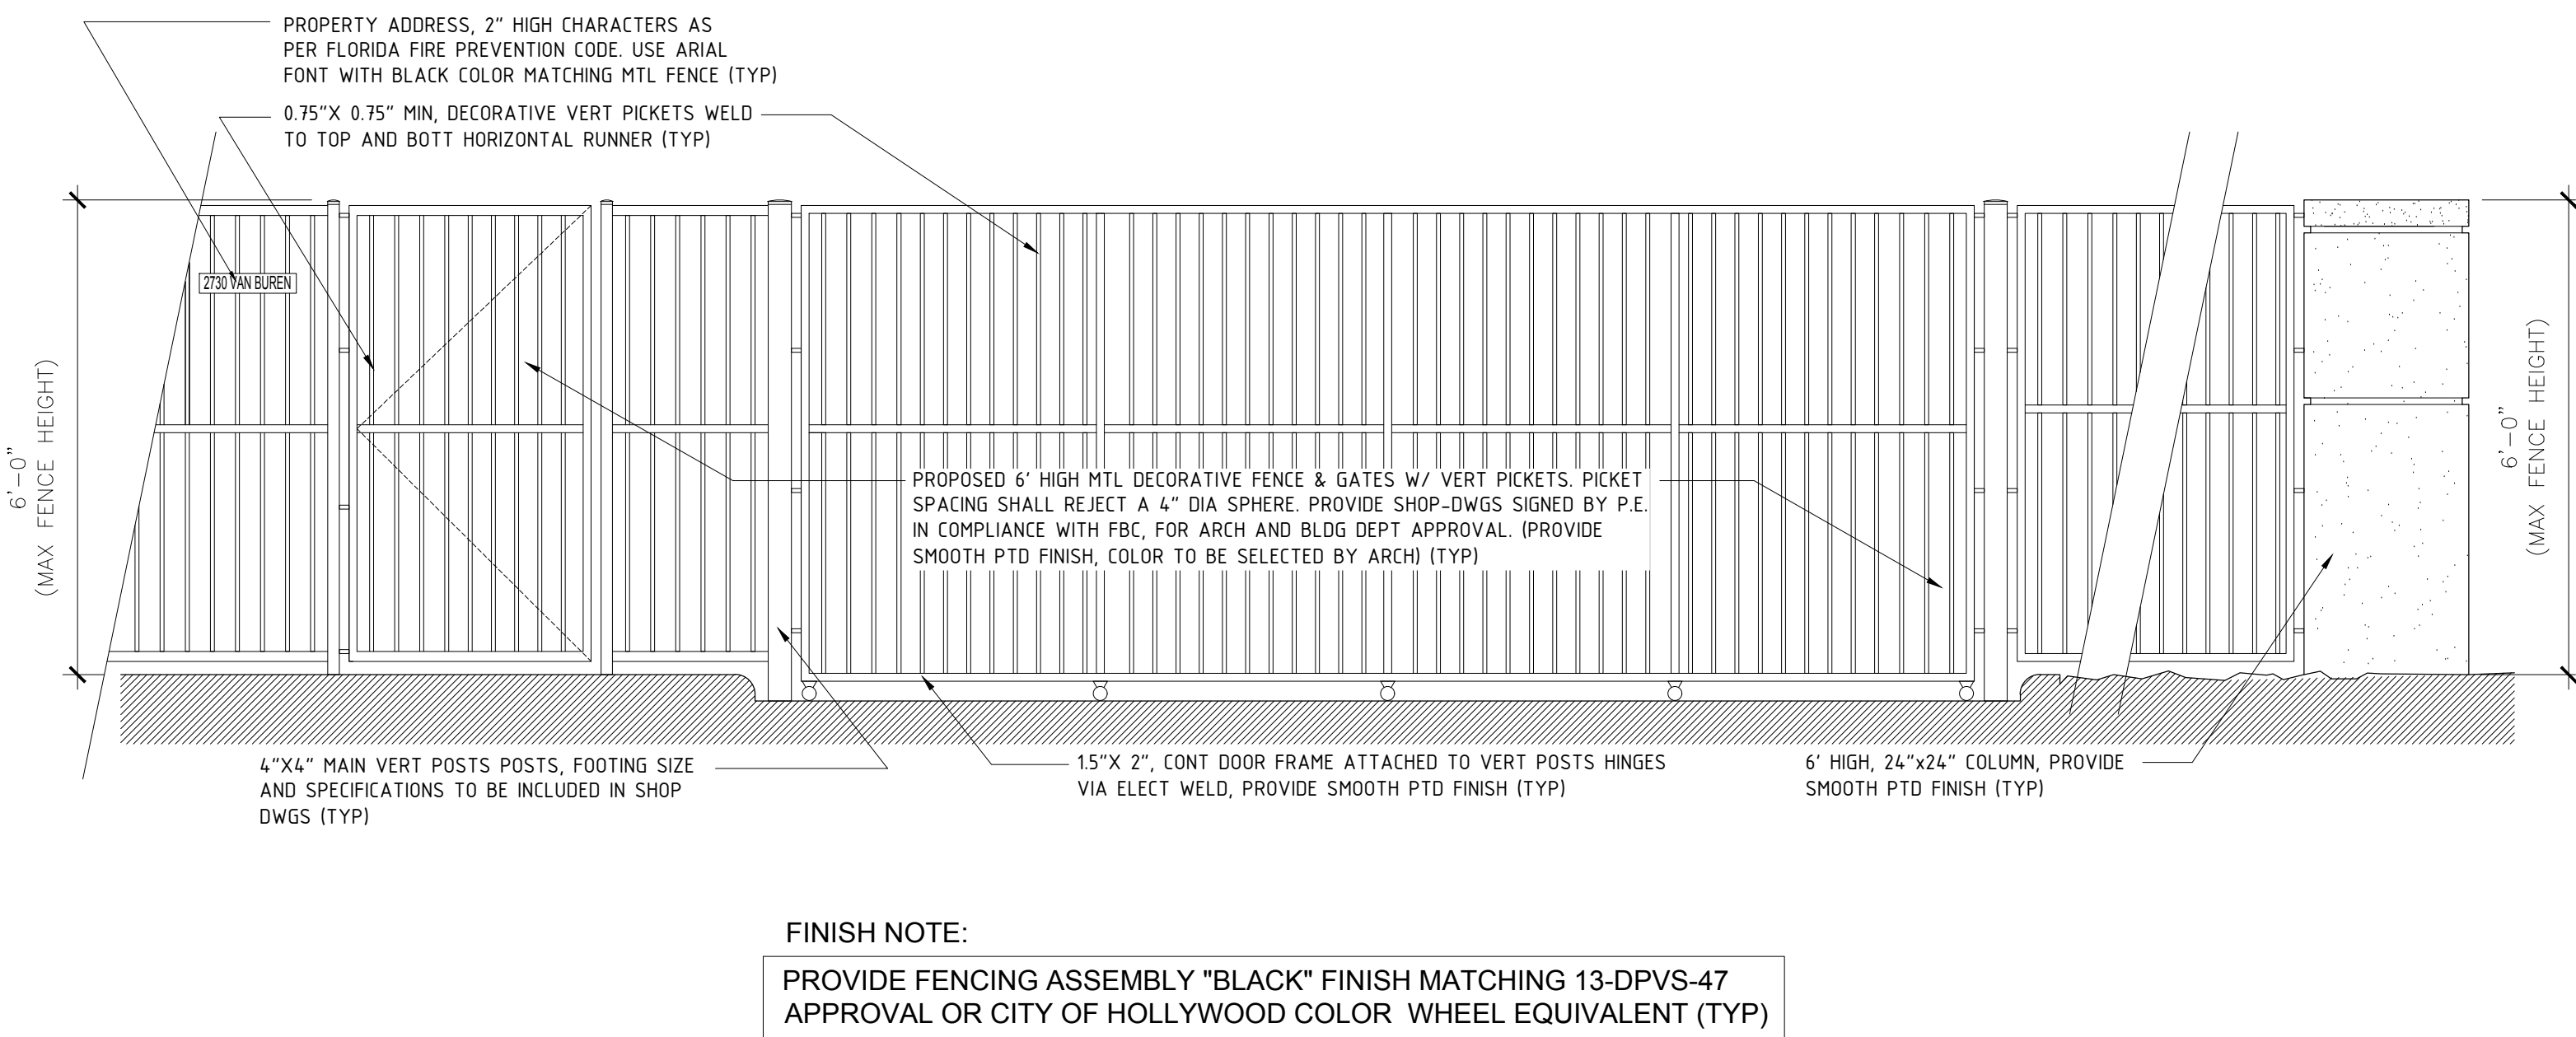 PROPERTY ADDRESS, 2" HIGH CHARACTERS AS
PER FLORIDA FIRE PREVENTION CODE. USE ARIAL
FONT WITH BLACK COLOR MATCHING MTL FENCE (TYP)
0.75"X 0.75" MIN, DECORATIVE VERT PICKETS WELD
TO TOP AND BOTT HORIZONTAL RUNNER (TYP)
2730 VAN BUREN
6'-0"
(MAX FENCE HEIGHT)
PROPOSED 6' HIGH MTL DECORATIVE FENCE & GATES W/ VERT PICKETS. PICKET
SPACING SHALL REJECT A 4" DIA SPHERE. PROVIDE SHOP-DWGS SIGNED BY P.E.
IN COMPLIANCE WITH FBC, FOR ARCH AND BLDG DEPT APPROVAL. (PROVIDE
SMOOTH PTD FINISH, COLOR TO BE SELECTED BY ARCH) (TYP)
6'-0"
(MAX FENCE HEIGHT)
4"X4" MAIN VERT POSTS POSTS, FOOTING SIZE
AND SPECIFICATIONS TO BE INCLUDED IN SHOP
DWGS (TYP)
1.5"X 2", CONT DOOR FRAME ATTACHED TO VERT POSTS HINGES
VIA ELECT WELD, PROVIDE SMOOTH PTD FINISH (TYP)
6' HIGH, 24"x24" COLUMN, PROVIDE
SMOOTH PTD FINISH (TYP)
FINISH NOTE:
PROVIDE FENCING ASSEMBLY "BLACK" FINISH MATCHING 13-DPVS-47
APPROVAL OR CITY OF HOLLYWOOD COLOR WHEEL EQUIVALENT (TYP)